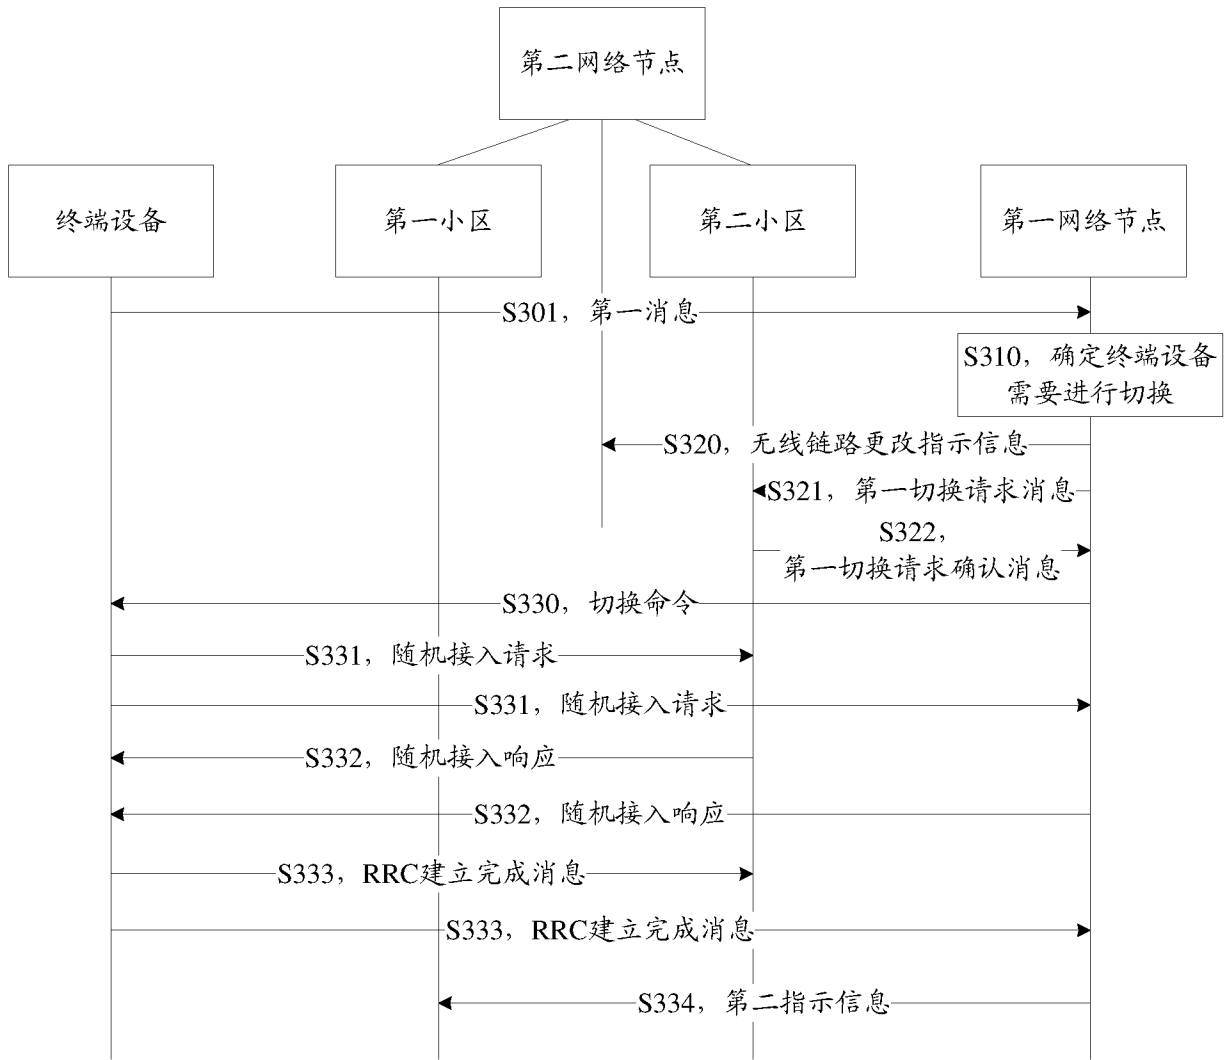 第二网络节点
终端设备
第一小区
第二小区
第一网络节点
S301，第一消息
S310，确定终端设备
需要进行切换
S320，无线链路更改指示信息
S321，第一切换请求消息
S322，
第一切换请求确认消息
S330，切换命令
S331，随机接入请求
S331，随机接入请求
S332，随机接入响应
S332，随机接入响应
S333，RRC建立完成消息
S333，RRC建立完成消息
S334，第二指示信息